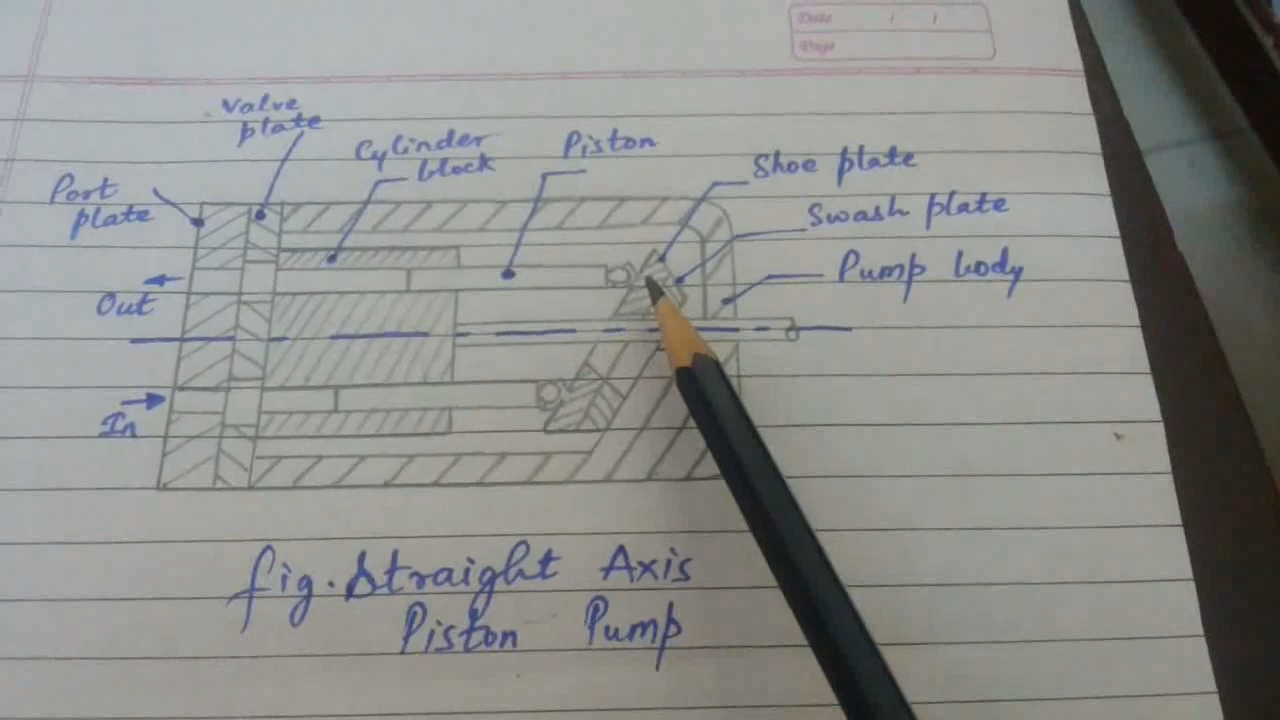 Date / /
Page
Valve
plate
Cylinder
block
Piston
Shoe plate
Port
plate
Swash plate
Pump body
Out
In
fig. Straight Axis
Piston Pump